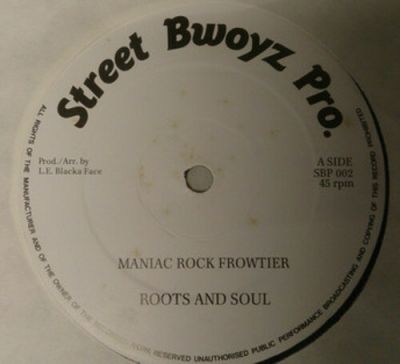 Street Bwoyz Pro.
Prod./Arr. by
L.E. Blacka Face
A SIDE
SBP 002
45 rpm
MANIAC ROCK FROWTIER
ROOTS AND SOUL
ALL RIGHTS OF THE MANUFACTURER AND OF THE OWNER OF THE RECORDED WORK RESERVED UNAUTHORISED PUBLIC PERFORMANCE BROADCASTING AND COPYING OF THIS RECORD PROHIBITED